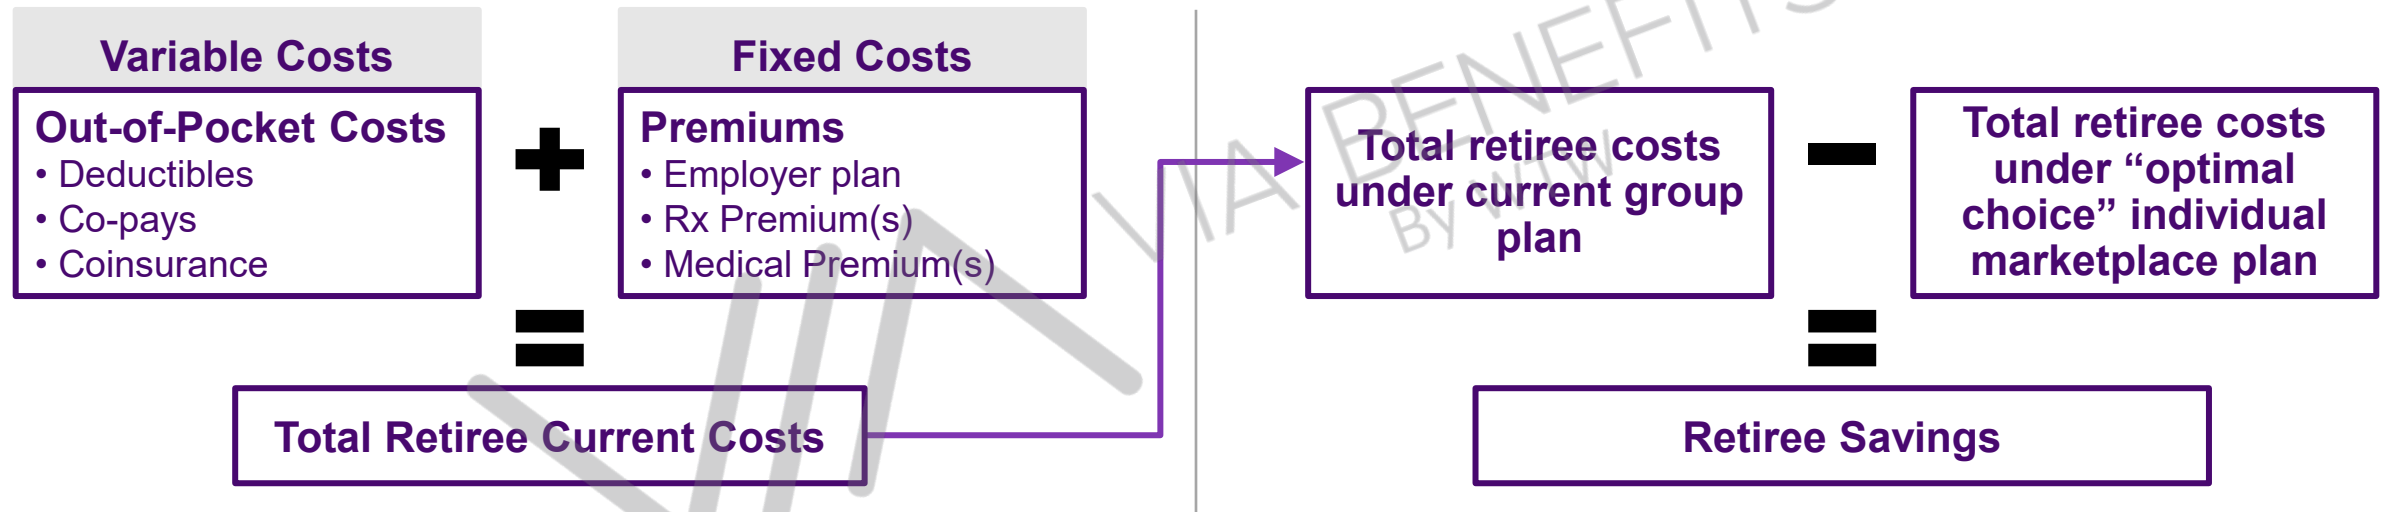 Variable Costs
Out-of-Pocket Costs
• Deductibles
• Co-pays
• Coinsurance
+
Fixed Costs
Premiums
• Employer plan
• Rx Premium(s)
• Medical Premium(s)
=
Total Retiree Current Costs
Total retiree costs
under current group
plan
-
Total retiree costs
under “optimal
choice” individual
marketplace plan
=
Retiree Savings
VIA BENEFITS
By WTW